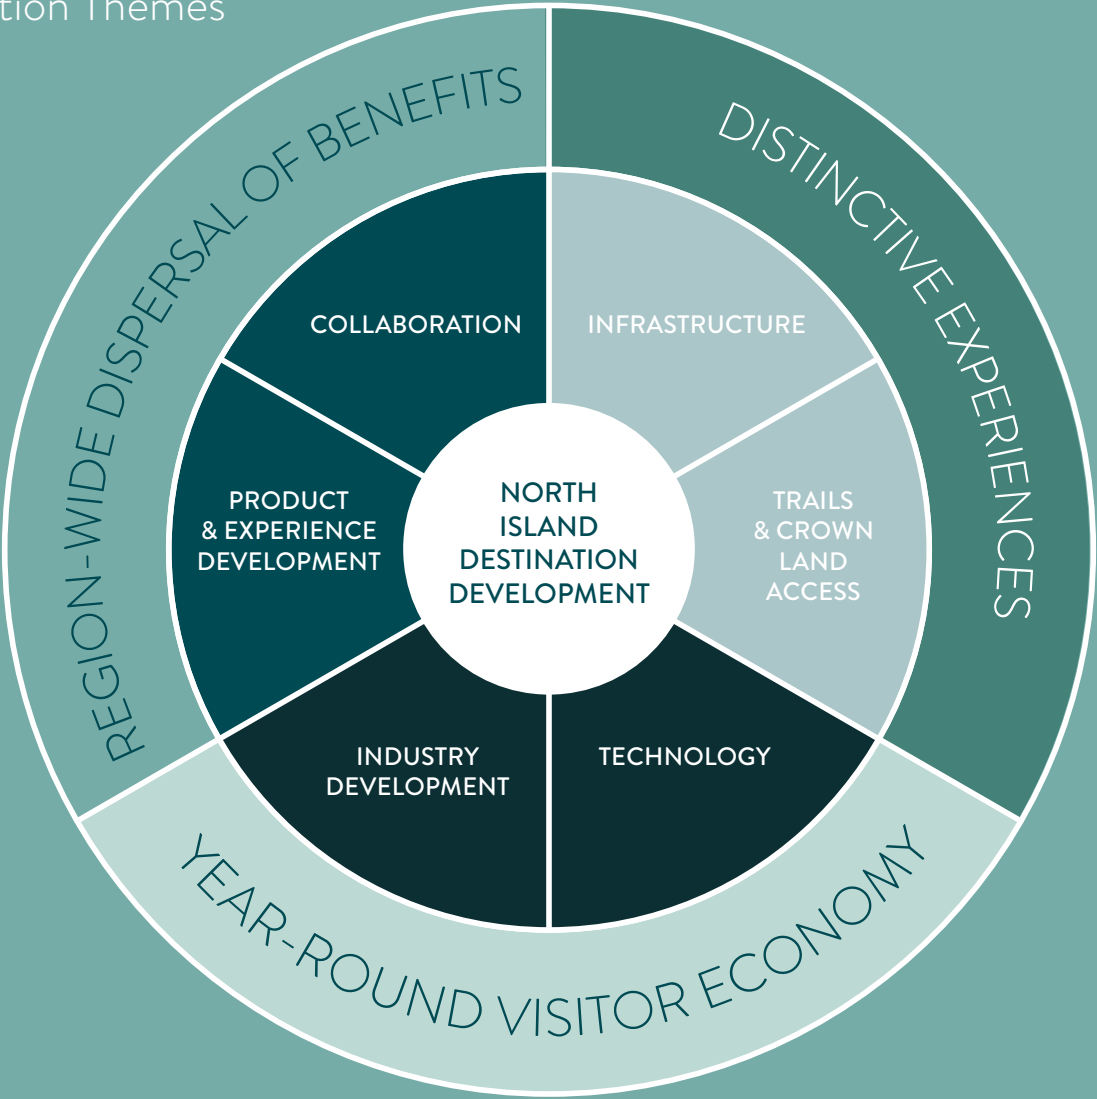 Themes
REGION-WIDE DISPERSAL OF BENEFITS
DISTINCTIVE EXPERIENCES
COLLABORATION
INFRASTRUCTURE
PRODUCT
& EXPERIENCE
DEVELOPMENT
NORTH
ISLAND
DESTINATION
DEVELOPMENT
TRAILS
& CROWN
LAND
ACCESS
INDUSTRY
DEVELOPMENT
TECHNOLOGY
YEAR-ROUND VISITOR ECONOMY